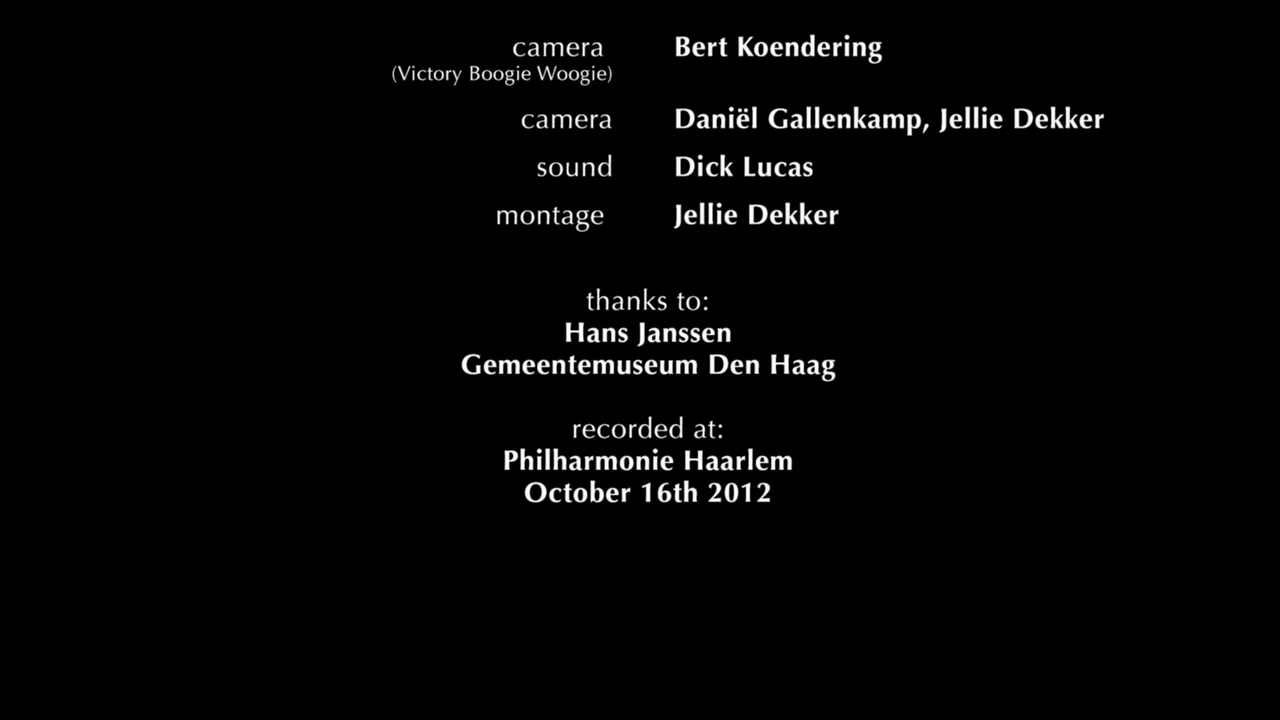 camera Bert Koendering
(Victory Boogie Woogie)
camera Daniël Gallenkamp, Jellie Dekker
sound Dick Lucas
montage Jellie Dekker
thanks to:
Hans Janssen
Gemeentemuseum Den Haag
recorded at:
Philharmonie Haarlem
October 16th 2012